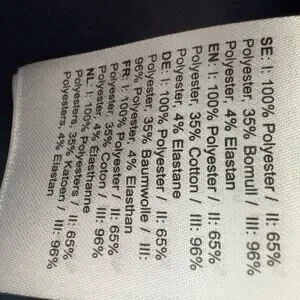 SE: I: 100% Polyester / II: 65%
Polyester, 35% Bomull / III: 96%
Polyester, 4% Elastan
EN: I: 100% Polyester / II: 65%
Polyester, 35% Cotton / III: 96%
Polyester, 4% Elastane
DE: I: 100% Polyester / II: 65%
Polyester, 35% Baumwolle / III:
96% Polyester, 4% Elasthan
FR: I: 100% Polyester / II: 65%
Polyester, 35% Coton / III: 96%
Polyester, 4% Elasthanne
NL: I: 100% Polyesters / II: 65%
Polyesters, 35% Katoen / III: 96%
Polyesters, 4% Elastan